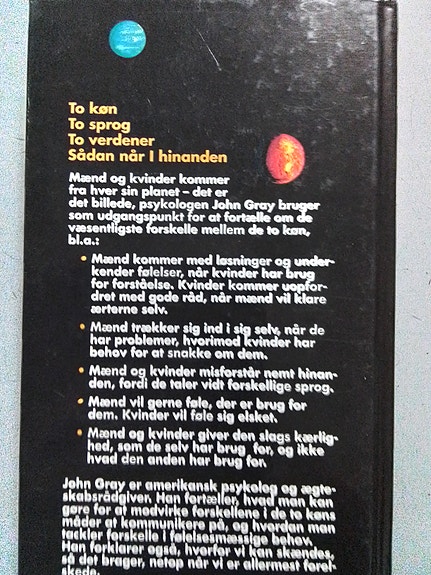 To køn
To sprog
To verdener
Sådan når I hinanden
Mænd og kvinder kommer
fra hver sin planet – det er
det billede, psykologen John Gray bruger
som udgangspunkt for at fortælle om de
væsentligste forskelle mellem de to køn,
bl.a.:
• Mænd kommer med løsninger og under-
kender følelser, når kvinder har brug
for forståelse. Kvinder kommer uopfor-
dret med gode råd, når mænd vil klare
ærterne selv.
• Mænd trækker sig ind i sig selv, når de
har problemer, hvorimod kvinder har
behov for at snakke om dem.
• Mænd og kvinder misforstår nemt hinan-
den, fordi de taler vidt forskellige sprog.
• Mænd vil gerne føle, der er brug for
dem. Kvinder vil føle sig elsket.
• Mænd og kvinder giver den slags kærlig-
hed, som de selv har brug for, og ikke
hvad den anden har brug for.
John Gray er amerikansk psykolog og ægte-
skabsrådgiver. Han fortæller, hvad man kan
gøre for at medvirke forskellene i de to køns
måder at kommunikere på, og hvordan man
tackler forskelle i følelsesmæssige behov.
Han forklarer også, hvorfor vi kan skændes,
så det brager, netop når vi er allermest forel-
skede.